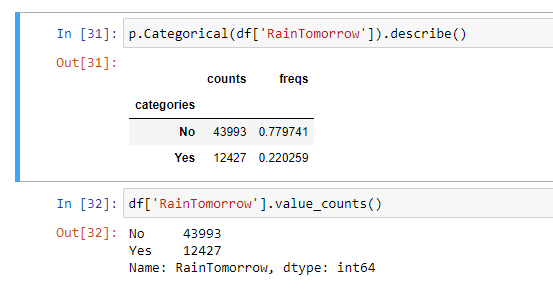 In [31]: p.Categorical(df['RainTomorrow']).describe()
Out[31]:
counts freqs
categories
No 43993 0.779741
Yes 12427 0.220259
In [32]: df['RainTomorrow'].value_counts()
Out[32]: No 43993
Yes 12427
Name: RainTomorrow, dtype: int64